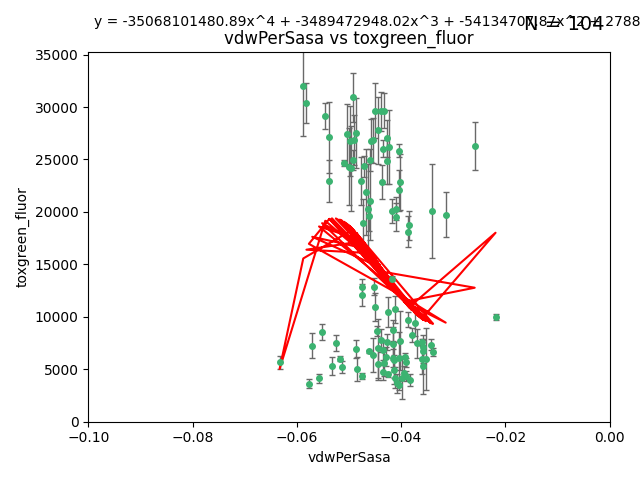 y = -35068101480.89x^4 + -3489472948.02x^3 +
N = 104
vdwPerSasa vs toxgreen_fluor
35000
30000
25000
20000
15000
10000
5000
0
toxgreen_fluor
−0.10 −0.08 −0.06 −0.04 −0.02 0.00
vdwPerSasa